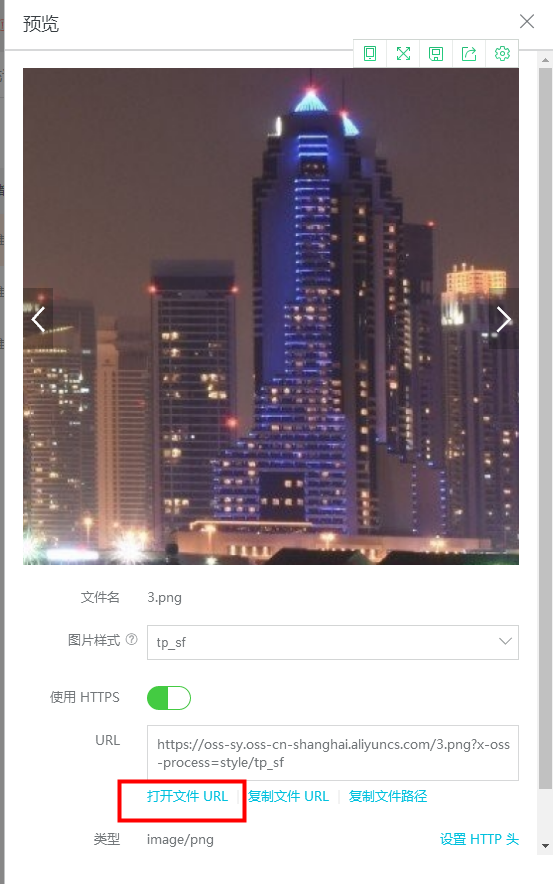 预览
文件名 3.png
图片样式 tp_sf
使用 HTTPS
URL https://oss-sy.oss-cn-shanghai.aliyuncs.com/3.png?x-oss
-process=style/tp_sf
打开文件 URL 复制文件 URL 复制文件路径
类型 image/png 设置 HTTP 头